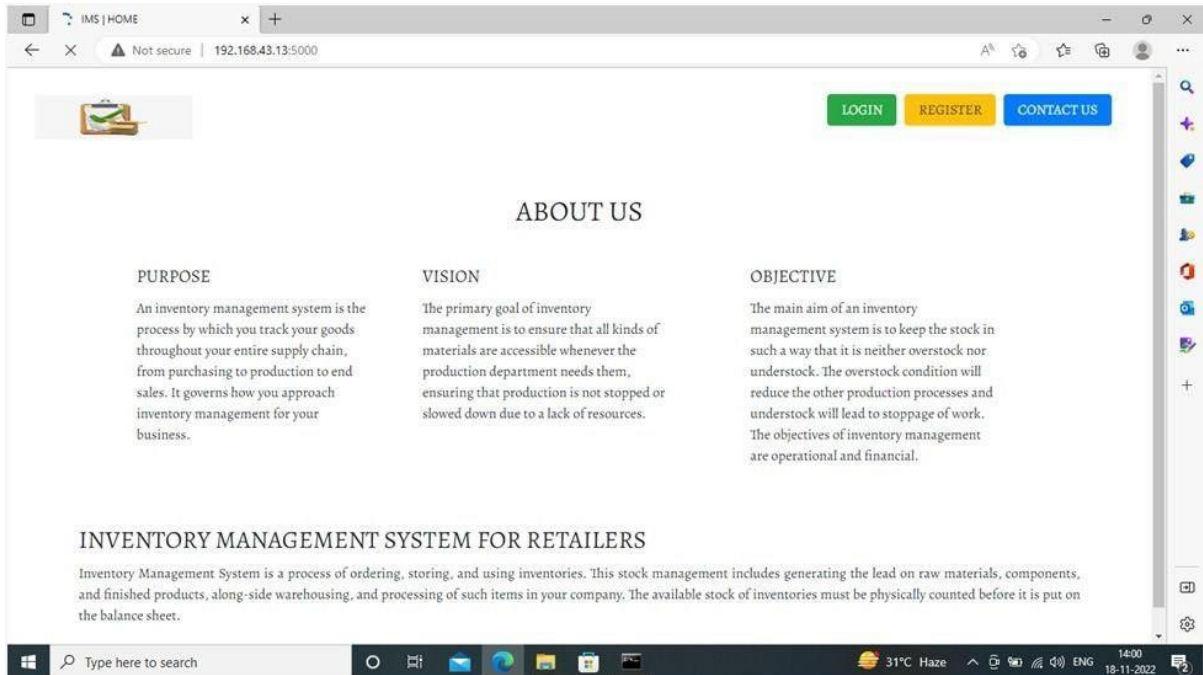 IMS | HOME
Not secure | 192.168.43.13:5000
LOGIN
REGISTER
CONTACT US
ABOUT US
PURPOSE
An inventory management system is the
process by which you track your goods
throughout your entire supply chain,
from purchasing to production to end
sales. It governs how you approach
inventory management for your
business.
VISION
The primary goal of inventory
management is to ensure that all kinds of
materials are accessible whenever the
production department needs them,
ensuring that production is not stopped or
slowed down due to a lack of resources.
OBJECTIVE
The main aim of an inventory
management system is to keep the stock in
such a way that it is neither overstock nor
understock. The overstock condition will
reduce the other production processes and
understock will lead to stoppage of work.
The objectives of inventory management
are operational and financial.
INVENTORY MANAGEMENT SYSTEM FOR RETAILERS
Inventory Management System is a process of ordering, storing, and using inventories. This stock management includes generating the lead on raw materials, components,
and finished products, along-side warehousing, and processing of such items in your company. The available stock of inventories must be physically counted before it is put on
the balance sheet.
Type here to search
31°C Haze
ENG
14:00
18-11-2022
2